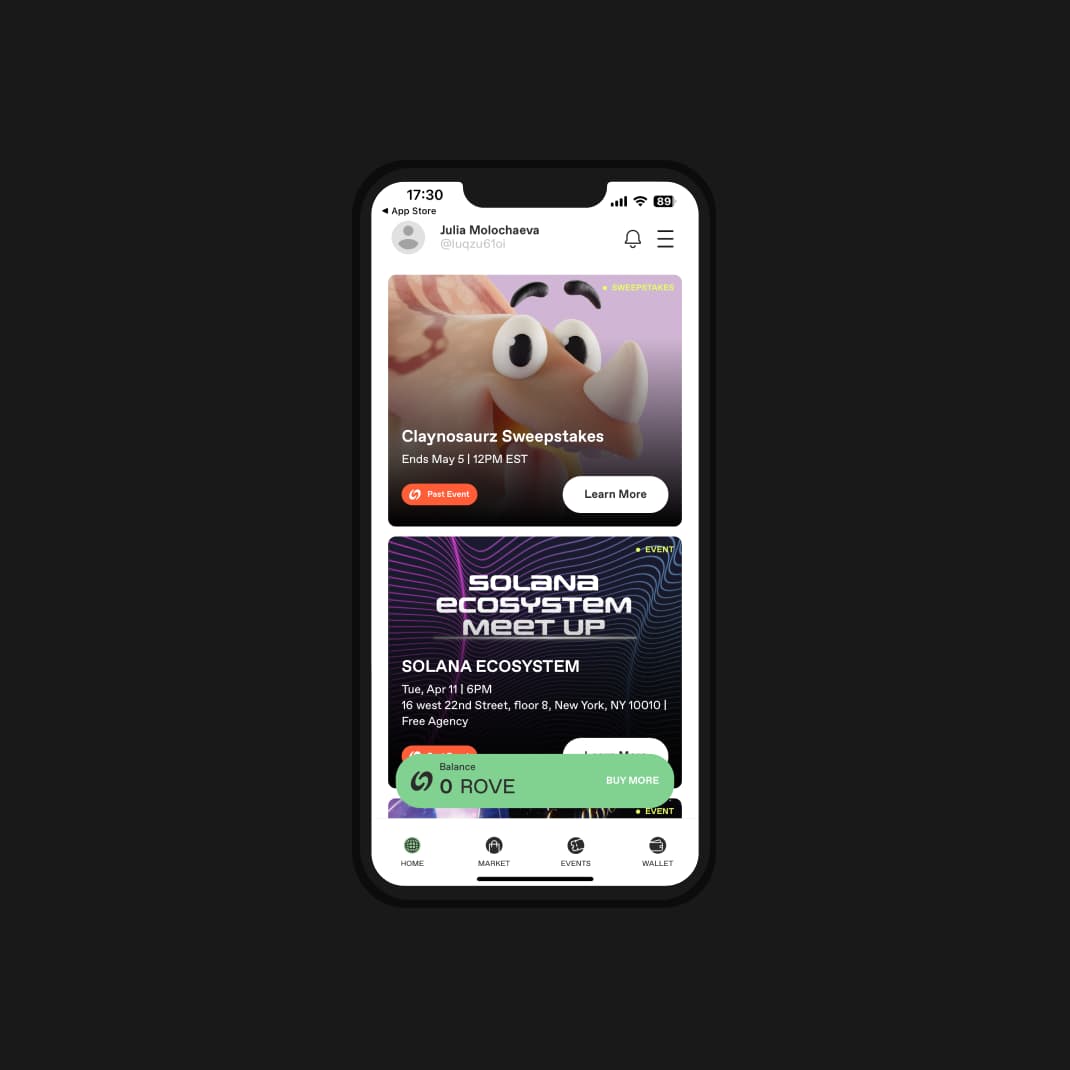 17:30
89
◀ App Store
Julia Molochaeva
@luqzu61oi
SWEEPSTAKES
Claynosaurz Sweepstakes
Ends May 5 | 12PM EST
Past Event
Learn More
EVENT
SOLANA
ECOSYSTEM
MEET UP
SOLANA ECOSYSTEM
Tue, Apr 11 | 6PM
16 west 22nd Street, floor 8, New York, NY 10010 |
Free Agency
Balance
0 ROVE
BUY MORE
EVENT
HOME
MARKET
EVENTS
WALLET